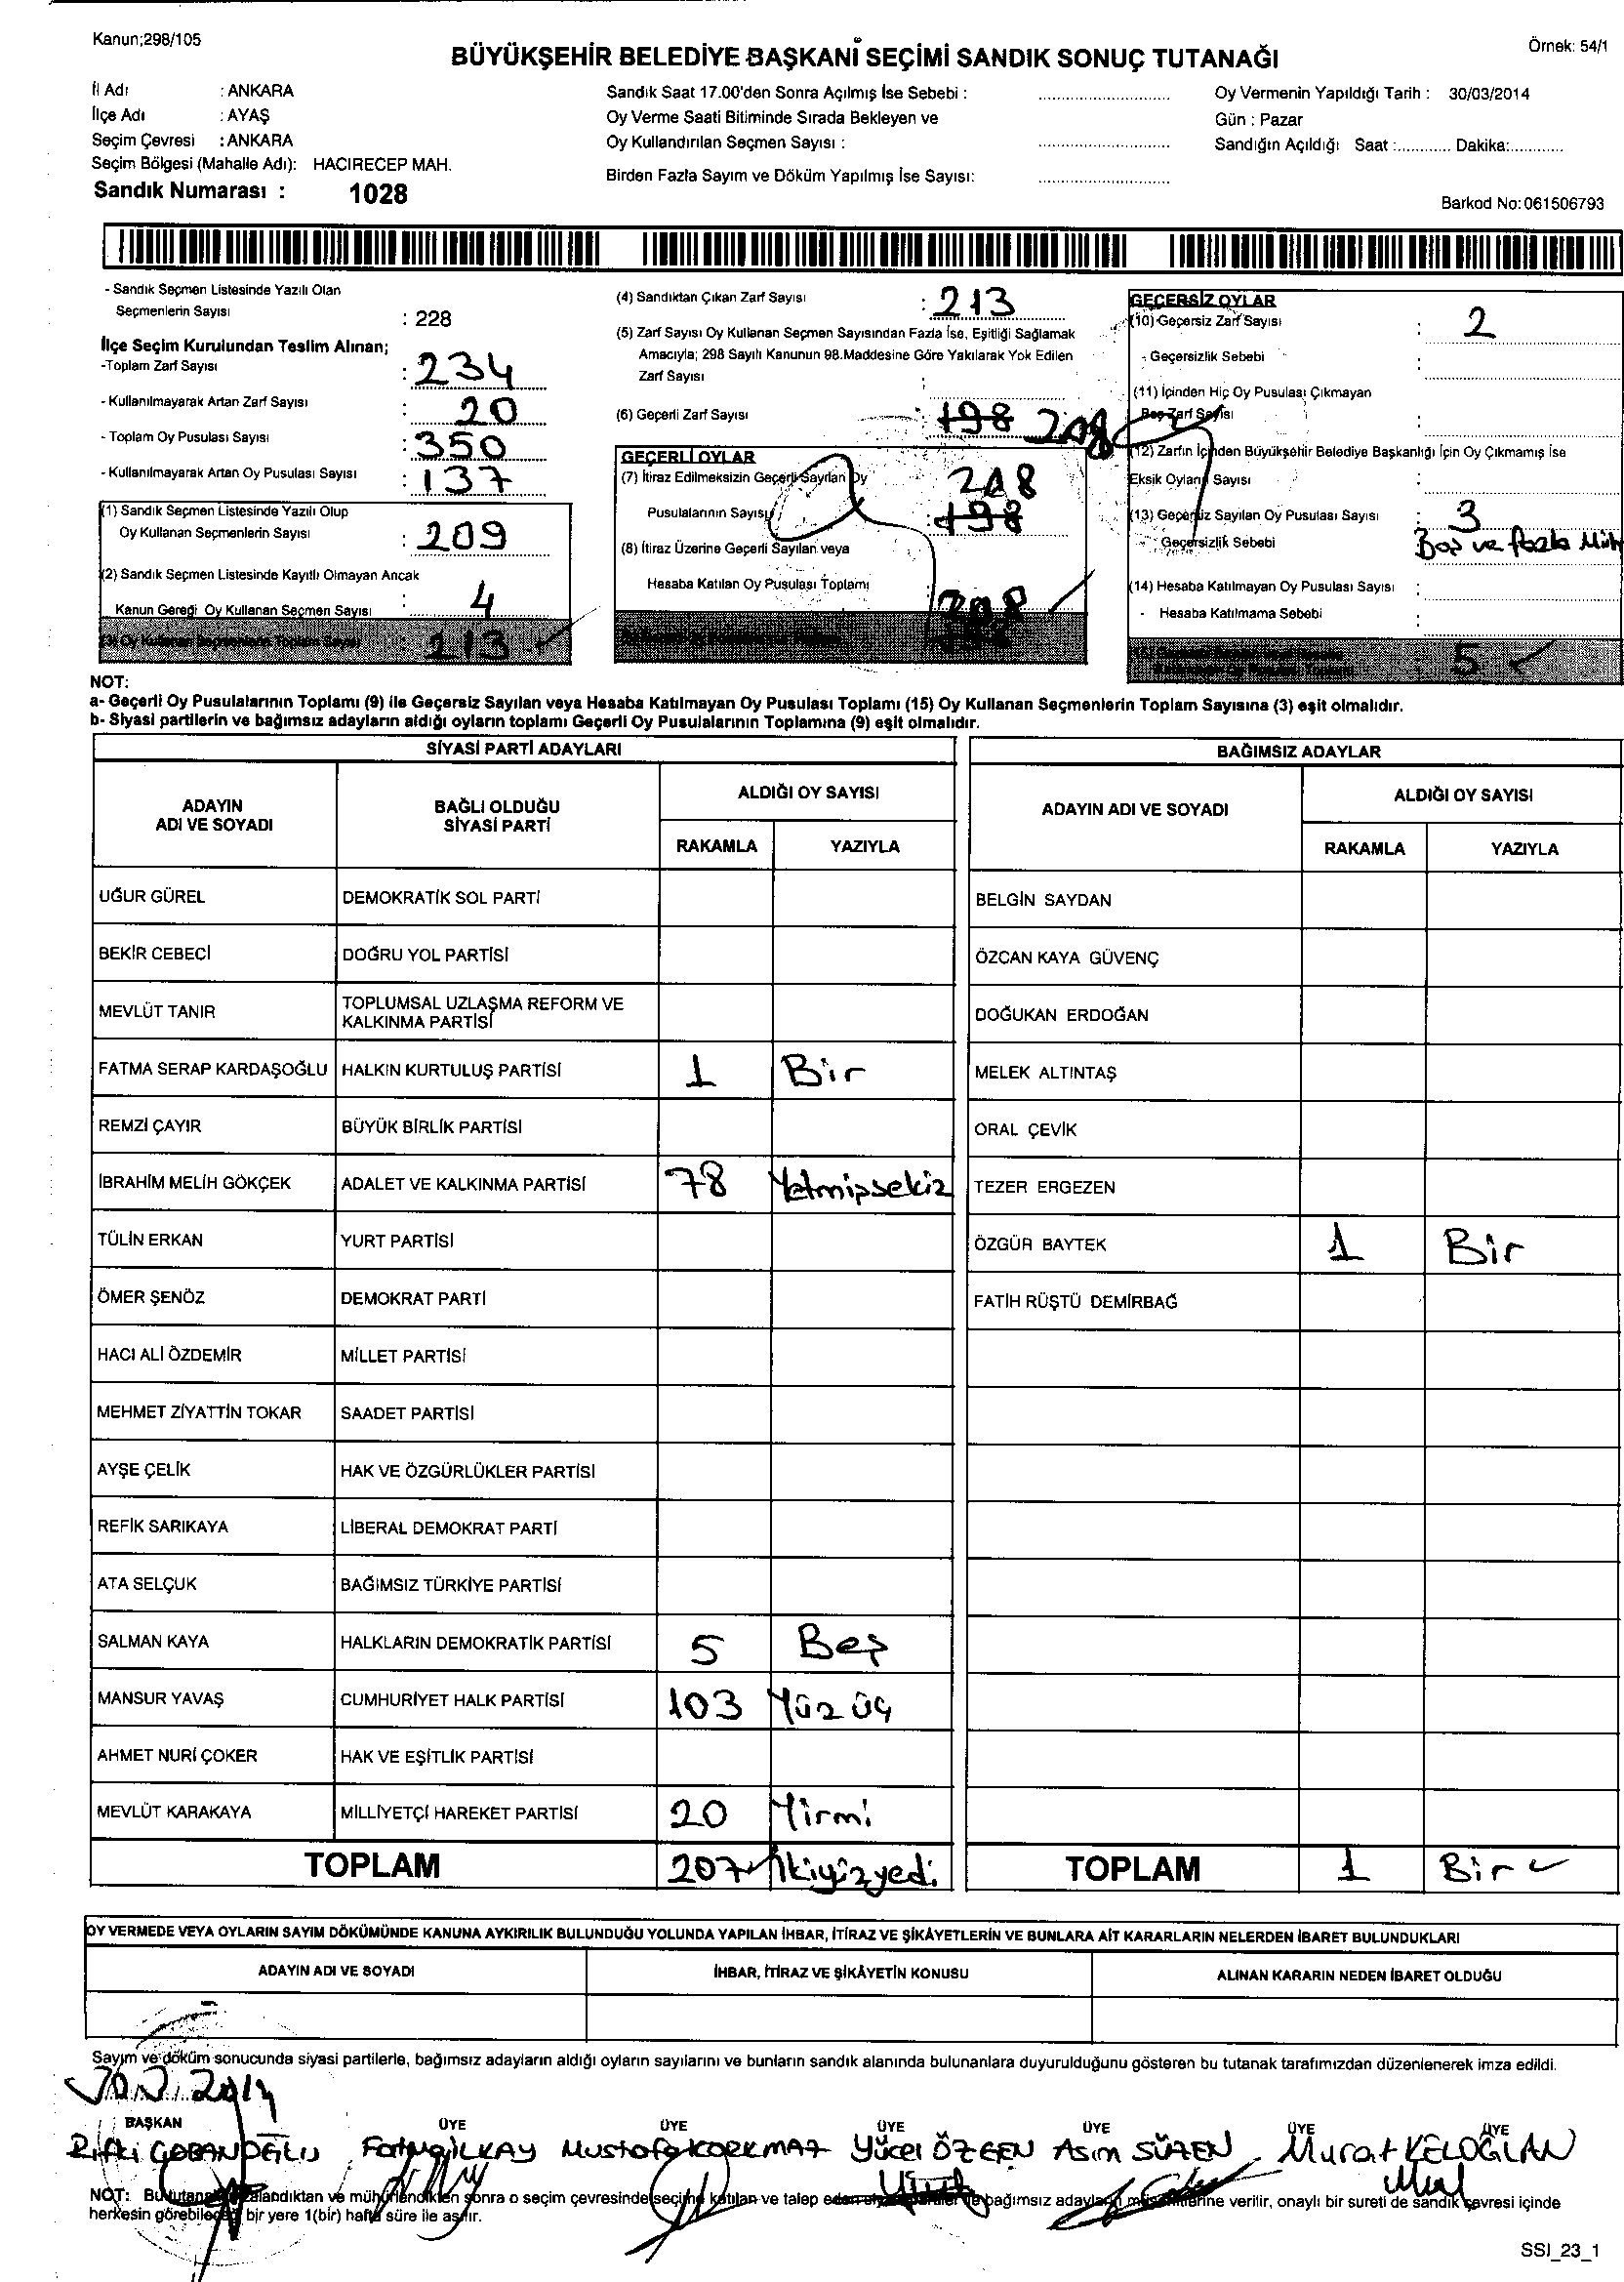 Kanun;298/105
Örnek: 54/1
BÜYÜKŞEHİR BELEDİYE BAŞKANİ SEÇİMİ SANDIK SONUÇ TUTANAĞI
İl Adı : ANKARA
İlçe Adı : AYAŞ
Seçim Çevresi : ANKARA
Seçim Bölgesi (Mahalle Adı): HACIRECEP MAH.
Sandık Numarası : 1028
Sandık Saat 17.00'den Sonra Açılmış İse Sebebi :
Oy Verme Saati Bitiminde Sırada Bekleyen ve
Oy Kullandırılan Seçmen Sayısı :
Birden Fazla Sayım ve Döküm Yapılmış İse Sayısı:
Oy Vermenin Yapıldığı Tarih : 30/03/2014
Gün : Pazar
Sandığın Açıldığı Saat :........... Dakika:...........
Barkod No:061506793
- Sandık Seçmen Listesinde Yazılı Olan
Seçmenlerin Sayısı : 228
İlçe Seçim Kurulundan Teslim Alınan;
-Toplam Zarf Sayısı : 234
- Kullanılmayarak Artan Zarf Sayısı : 20
- Toplam Oy Pusulası Sayısı : 350
- Kullanılmayarak Artan Oy Pusulası Sayısı : 137
(1) Sandık Seçmen Listesinde Yazılı Olup
Oy Kullanan Seçmenlerin Sayısı : 209
(2) Sandık Seçmen Listesinde Kayıtlı Olmayan Ancak
Kanun Gereği Oy Kullanan Seçmen Sayısı : 4
(3) Oy Kullanan Seçmenlerin Toplam Sayısı : 213
(4) Sandıktan Çıkan Zarf Sayısı : 213
(5) Zarf Sayısı Oy Kullanan Seçmen Sayısından Fazla İse, Eşitliği Sağlamak
Amacıyla; 298 Sayılı Kanunun 98.Maddesine Göre Yakılarak Yok Edilen
Zarf Sayısı :
(6) Geçerli Zarf Sayısı : 198 208
GEÇERLİ OYLAR
(7) İtiraz Edilmeksizin Geçerli Sayılan Oy 208
Pusulalarının Sayısı : 198
(8) İtiraz Üzerine Geçerli Sayılan veya
Hesaba Katılan Oy Pusulası Toplamı
208
GEÇERSİZ OYLAR
(10) Geçersiz Zarf Sayısı : 2
- Geçersizlik Sebebi :
(11) İçinden Hiç Oy Pusulası Çıkmayan
Boş Zarf Sayısı :
(12) Zarfın İçinden Büyükşehir Belediye Başkanlığı İçin Oy Çıkmamış İse
Eksik Oyların Sayısı :
(13) Geçersiz Sayılan Oy Pusulası Sayısı : 3
- Geçersizlik Sebebi : Boş ve fazla Müh
(14) Hesaba Katılmayan Oy Pusulası Sayısı :
- Hesaba Katılmama Sebebi :
: 5
NOT:
a- Geçerli Oy Pusulalarının Toplamı (9) ile Geçersiz Sayılan veya Hesaba Katılmayan Oy Pusulası Toplamı (15) Oy Kullanan Seçmenlerin Toplam Sayısına (3) eşit olmalıdır.
b- Siyasi partilerin ve bağımsız adayların aldığı oyların toplamı Geçerli Oy Pusulalarının Toplamına (9) eşit olmalıdır.
SİYASİ PARTİ ADAYLARI
ADAYIN ADI VE SOYADI BAĞLI OLDUĞU SİYASİ PARTİ ALDIĞI OY SAYISI
RAKAMLA YAZIYLA
UĞUR GÜREL DEMOKRATİK SOL PARTİ
BEKİR CEBECİ DOĞRU YOL PARTİSİ
MEVLÜT TANIR TOPLUMSAL UZLAŞMA REFORM VE KALKINMA PARTİSİ
FATMA SERAP KARDAŞOĞLU HALKIN KURTULUŞ PARTİSİ 1 Bir
REMZİ ÇAYIR BÜYÜK BİRLİK PARTİSİ
İBRAHİM MELİH GÖKÇEK ADALET VE KALKINMA PARTİSİ 78 Yetmişsekiz
TÜLİN ERKAN YURT PARTİSİ
ÖMER ŞENÖZ DEMOKRAT PARTİ
HACI ALİ ÖZDEMİR MİLLET PARTİSİ
MEHMET ZİYATTİN TOKAR SAADET PARTİSİ
AYŞE ÇELİK HAK VE ÖZGÜRLÜKLER PARTİSİ
REFİK SARIKAYA LİBERAL DEMOKRAT PARTİ
ATA SELÇUK BAĞIMSIZ TÜRKİYE PARTİSİ
SALMAN KAYA HALKLARIN DEMOKRATİK PARTİSİ 5 Beş
MANSUR YAVAŞ CUMHURİYET HALK PARTİSİ 103 Yüz üç
AHMET NURİ ÇOKER HAK VE EŞİTLİK PARTİSİ
MEVLÜT KARAKAYA MİLLİYETÇİ HAREKET PARTİSİ 20 Yirmi
TOPLAM 207 İkiyüzyedi
BAĞIMSIZ ADAYLAR
ADAYIN ADI VE SOYADI ALDIĞI OY SAYISI
RAKAMLA YAZIYLA
BELGİN SAYDAN
ÖZCAN KAYA GÜVENÇ
DOĞUKAN ERDOĞAN
MELEK ALTINTAŞ
ORAL ÇEVİK
TEZER ERGEZEN
ÖZGÜR BAYTEK 1 Bir
FATİH RÜŞTÜ DEMİRBAĞ
TOPLAM 1 Bir
OY VERMEDE VEYA OYLARIN SAYIM DÖKÜMÜNDE KANUNA AYKIRILIK BULUNDUĞU YOLUNDA YAPILAN İHBAR, İTİRAZ VE ŞİKÂYETLERİN VE BUNLARA AİT KARARLARIN NELERDEN İBARET BULUNDUKLARI
ADAYIN ADI VE SOYADI İHBAR, İTİRAZ VE ŞİKÂYETİN KONUSU ALINAN KARARIN NEDEN İBARET OLDUĞU
Sayım ve döküm sonucunda siyasi partilerle, bağımsız adayların aldığı oyların sayılarını ve bunların sandık alanında bulunanlara duyurulduğunu gösteren bu tutanak tarafımızdan düzenlenerek imza edildi.
2014
BAŞKAN ÜYE ÜYE ÜYE ÜYE ÜYE ÜYE
Rıfkı ÇOBANOĞLU Fatma İLKAY Mustafa KORKMAZ Yücel ÖZGEN Asım SÜZEN Murat KELOĞLAN
NOT: Bu tutanak imzalandıktan ve mühürlendikten sonra o seçim çevresinde seçime katılan ve talep eden siyasi partiler ile bağımsız adayların müşahitlerine verilir, onaylı bir sureti de sandık çevresi içinde
herkesin görebileceği bir yere 1(bir) hafta süre ile asılır.
SSİ_23_1